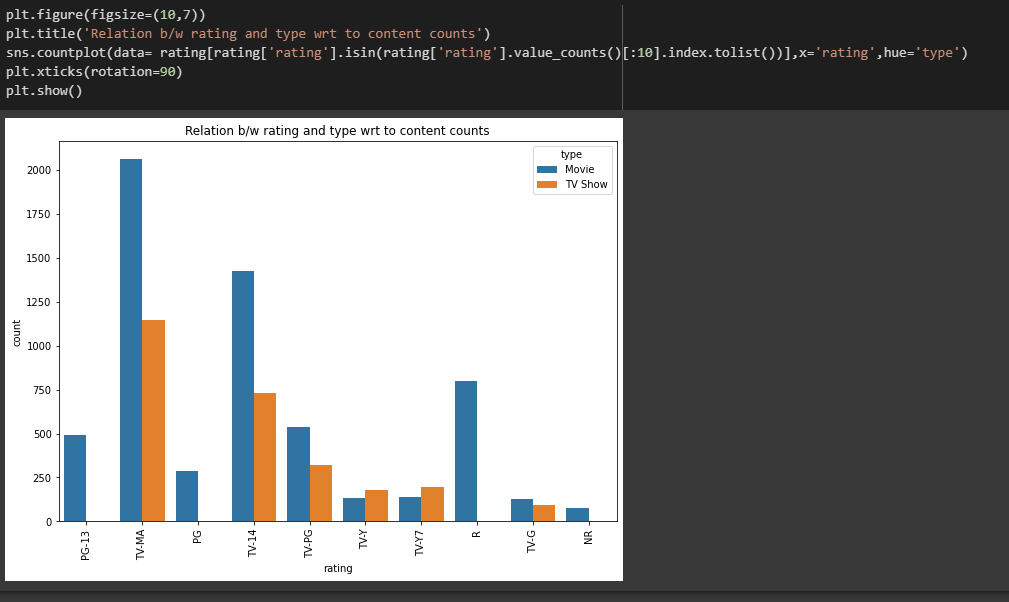 plt.figure(figsize=(10,7))
plt.title('Relation b/w rating and type wrt to content counts')
sns.countplot(data= rating[rating['rating'].isin(rating['rating'].value_counts()[:10].index.tolist())],x='rating',hue='type')
plt.xticks(rotation=90)
plt.show()
Relation b/w rating and type wrt to content counts
type
Movie
TV Show
2000
1750
1500
1250
1000
750
500
250
0
count
PG-13
TV-MA
PG
TV-14
TV-PG
TV-Y
TV-Y7
R
TV-G
NR
rating